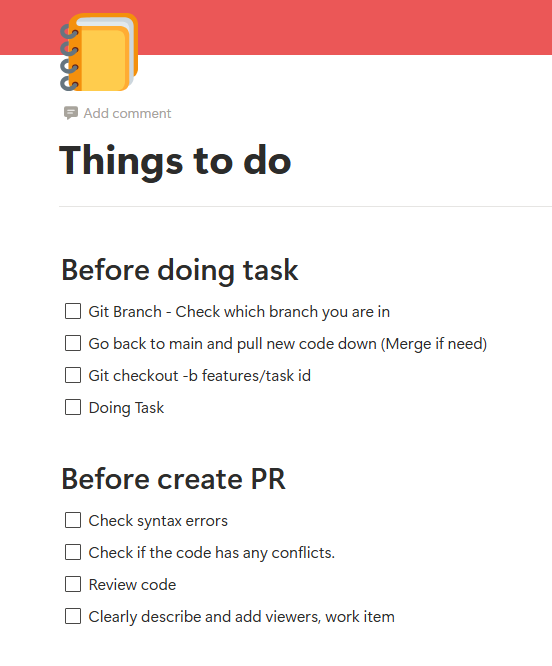 Add comment
Things to do
Before doing task
Git Branch - Check which branch you are in
Go back to main and pull new code down (Merge if need)
Git checkout -b features/task id
Doing Task
Before create PR
Check syntax errors
Check if the code has any conflicts.
Review code
Clearly describe and add viewers, work item